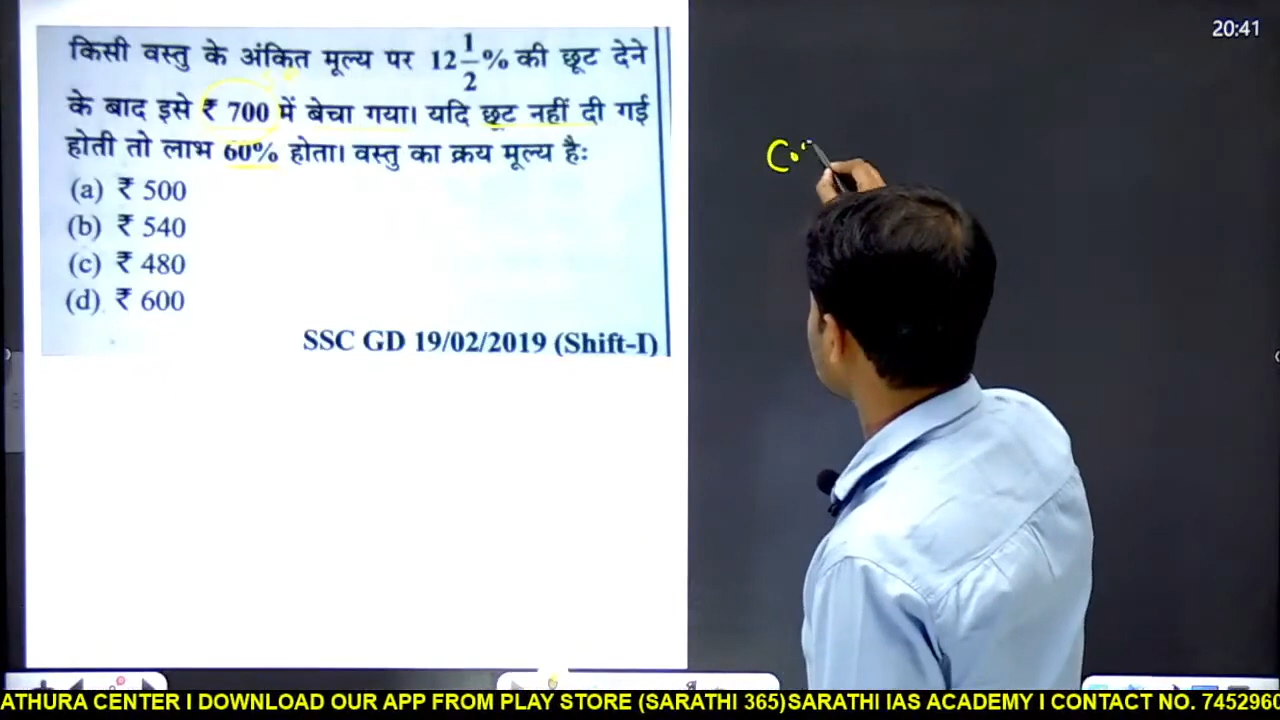 20:41
किसी वस्तु के अंकित मूल्य पर 12 1/2 % की छूट देने
के बाद इसे ₹ 700 में बेचा गया। यदि छूट नहीं दी गई
होती तो लाभ 60% होता। वस्तु का क्रय मूल्य है:
(a) ₹ 500
(b) ₹ 540
(c) ₹ 480
(d) ₹ 600
SSC GD 19/02/2019 (Shift-I)
ATHURA CENTER I DOWNLOAD OUR APP FROM PLAY STORE (SARATHI 365)SARATHI IAS ACADEMY I CONTACT NO. 7452960